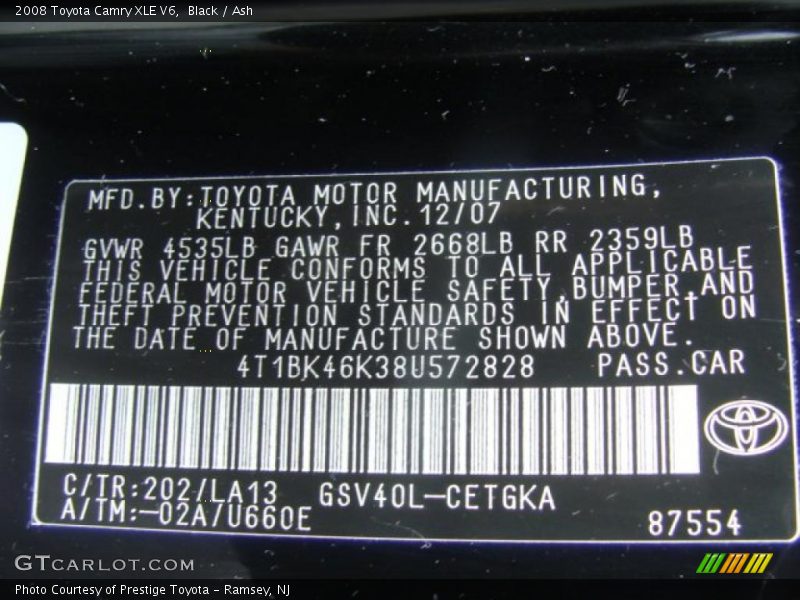 2008 Toyota Camry XLE V6,  Black / Ash
MFD.BY:TOYOTA MOTOR MANUFACTURING,
KENTUCKY,INC.12/07
GVWR 4535LB GAWR FR 2668LB RR 2359LB
THIS VEHICLE CONFORMS TO ALL APPLICABLE
FEDERAL MOTOR VEHICLE SAFETY,BUMPER,AND
THEFT PREVENTION STANDARDS IN EFFECT ON
THE DATE OF MANUFACTURE SHOWN ABOVE.
4T1BK46K38U572828 PASS.CAR
C/TR:202/LA13 GSV40L-CETGKA
A/TM:-02A/U660E
87554
GTCARLOT.COM
Photo Courtesy of Prestige Toyota - Ramsey, NJ